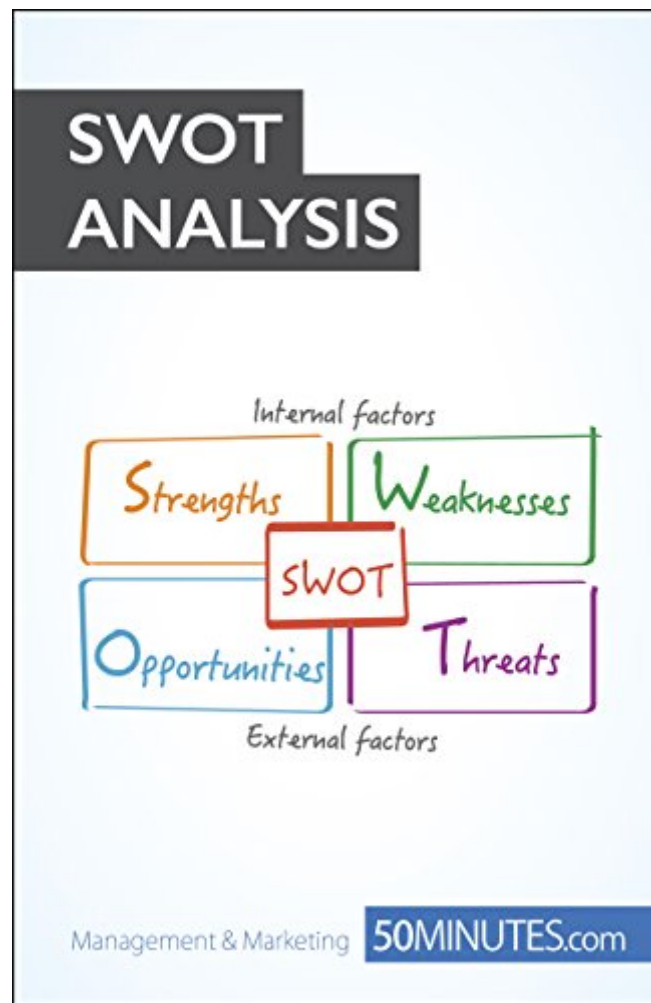 SWOT
ANALYSIS
Internal factors
Strengths
Weaknesses
SWOT
Opportunities
Threats
External factors
Management & Marketing
50MINUTES.com